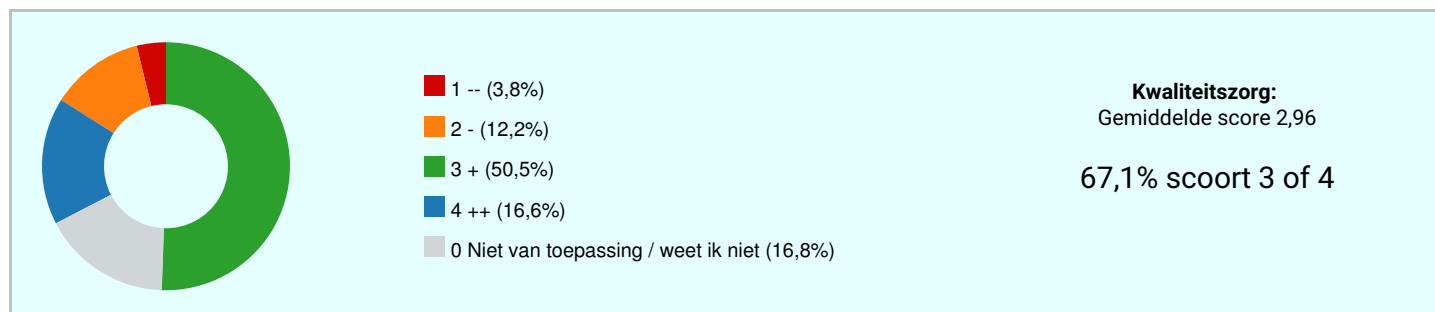 1 -- (3,8%)
2 - (12,2%)
3 + (50,5%)
4 ++ (16,6%)
0 Niet van toepassing / weet ik niet (16,8%)
Kwaliteitszorg:
Gemiddelde score 2,96
67,1% scoort 3 of 4